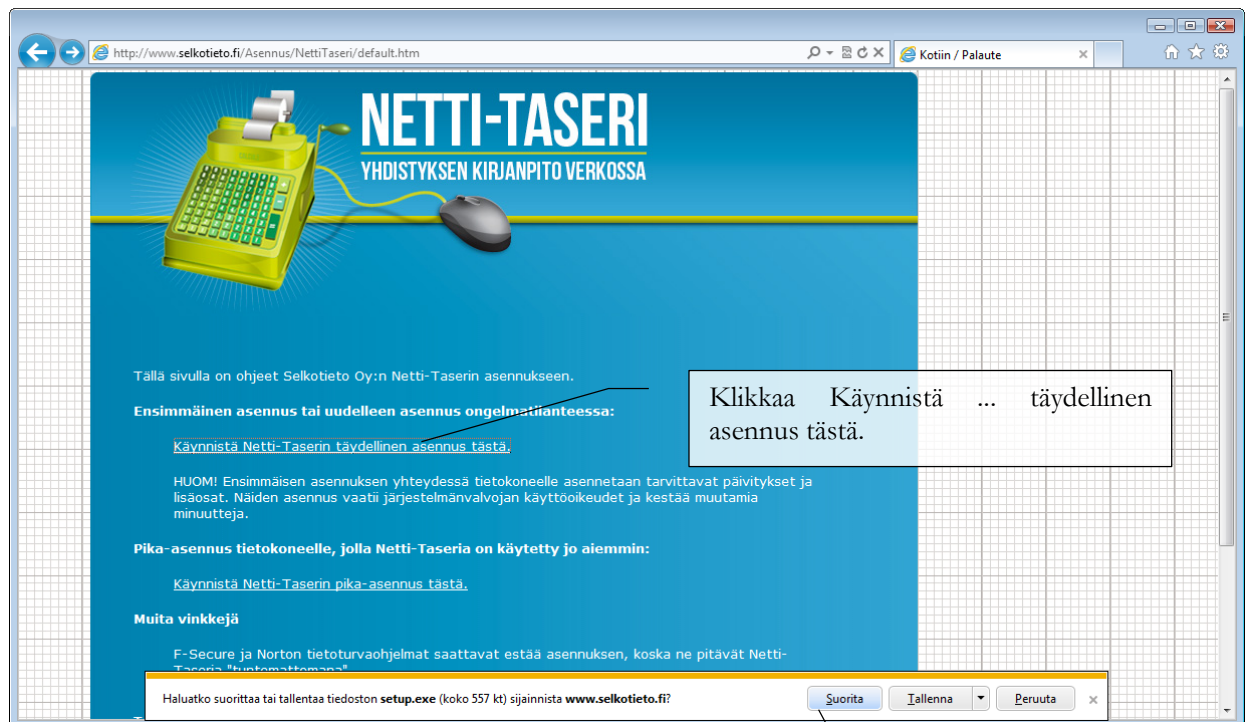 http://www.selkotieto.fi/Asennus/NettiTaseri/default.htm
Kotiin / Palaute
NETTI-TASERI
YHDISTYKSEN KIRJANPITO VERKOSSA
Tällä sivulla on ohjeet Selkotieto Oy:n Netti-Taserin asennukseen.
Ensimmäinen asennus tai uudelleen asennus ongelmatilanteessa:
Käynnistä Netti-Taserin täydellinen asennus tästä.
Klikkaa Käynnistä ... täydellinen
asennus tästä.
HUOM! Ensimmäisen asennuksen yhteydessä tietokoneelle asennetaan tarvittavat päivitykset ja
lisäosat. Näiden asennus vaatii järjestelmänvalvojan käyttöoikeudet ja kestää muutamia
minuutteja.
Pika-asennus tietokoneelle, jolla Netti-Taseria on käytetty jo aiemmin:
Käynnistä Netti-Taserin pika-asennus tästä.
Muita vinkkejä
F-Secure ja Norton tietoturvaohjelmat saattavat estää asennuksen, koska ne pitävät Netti-
Taseria "tuntemattomana"
Haluatko suorittaa tai tallentaa tiedoston setup.exe (koko 557 kt) sijainnista www.selkotieto.fi?
Suorita
Tallenna
Peruuta